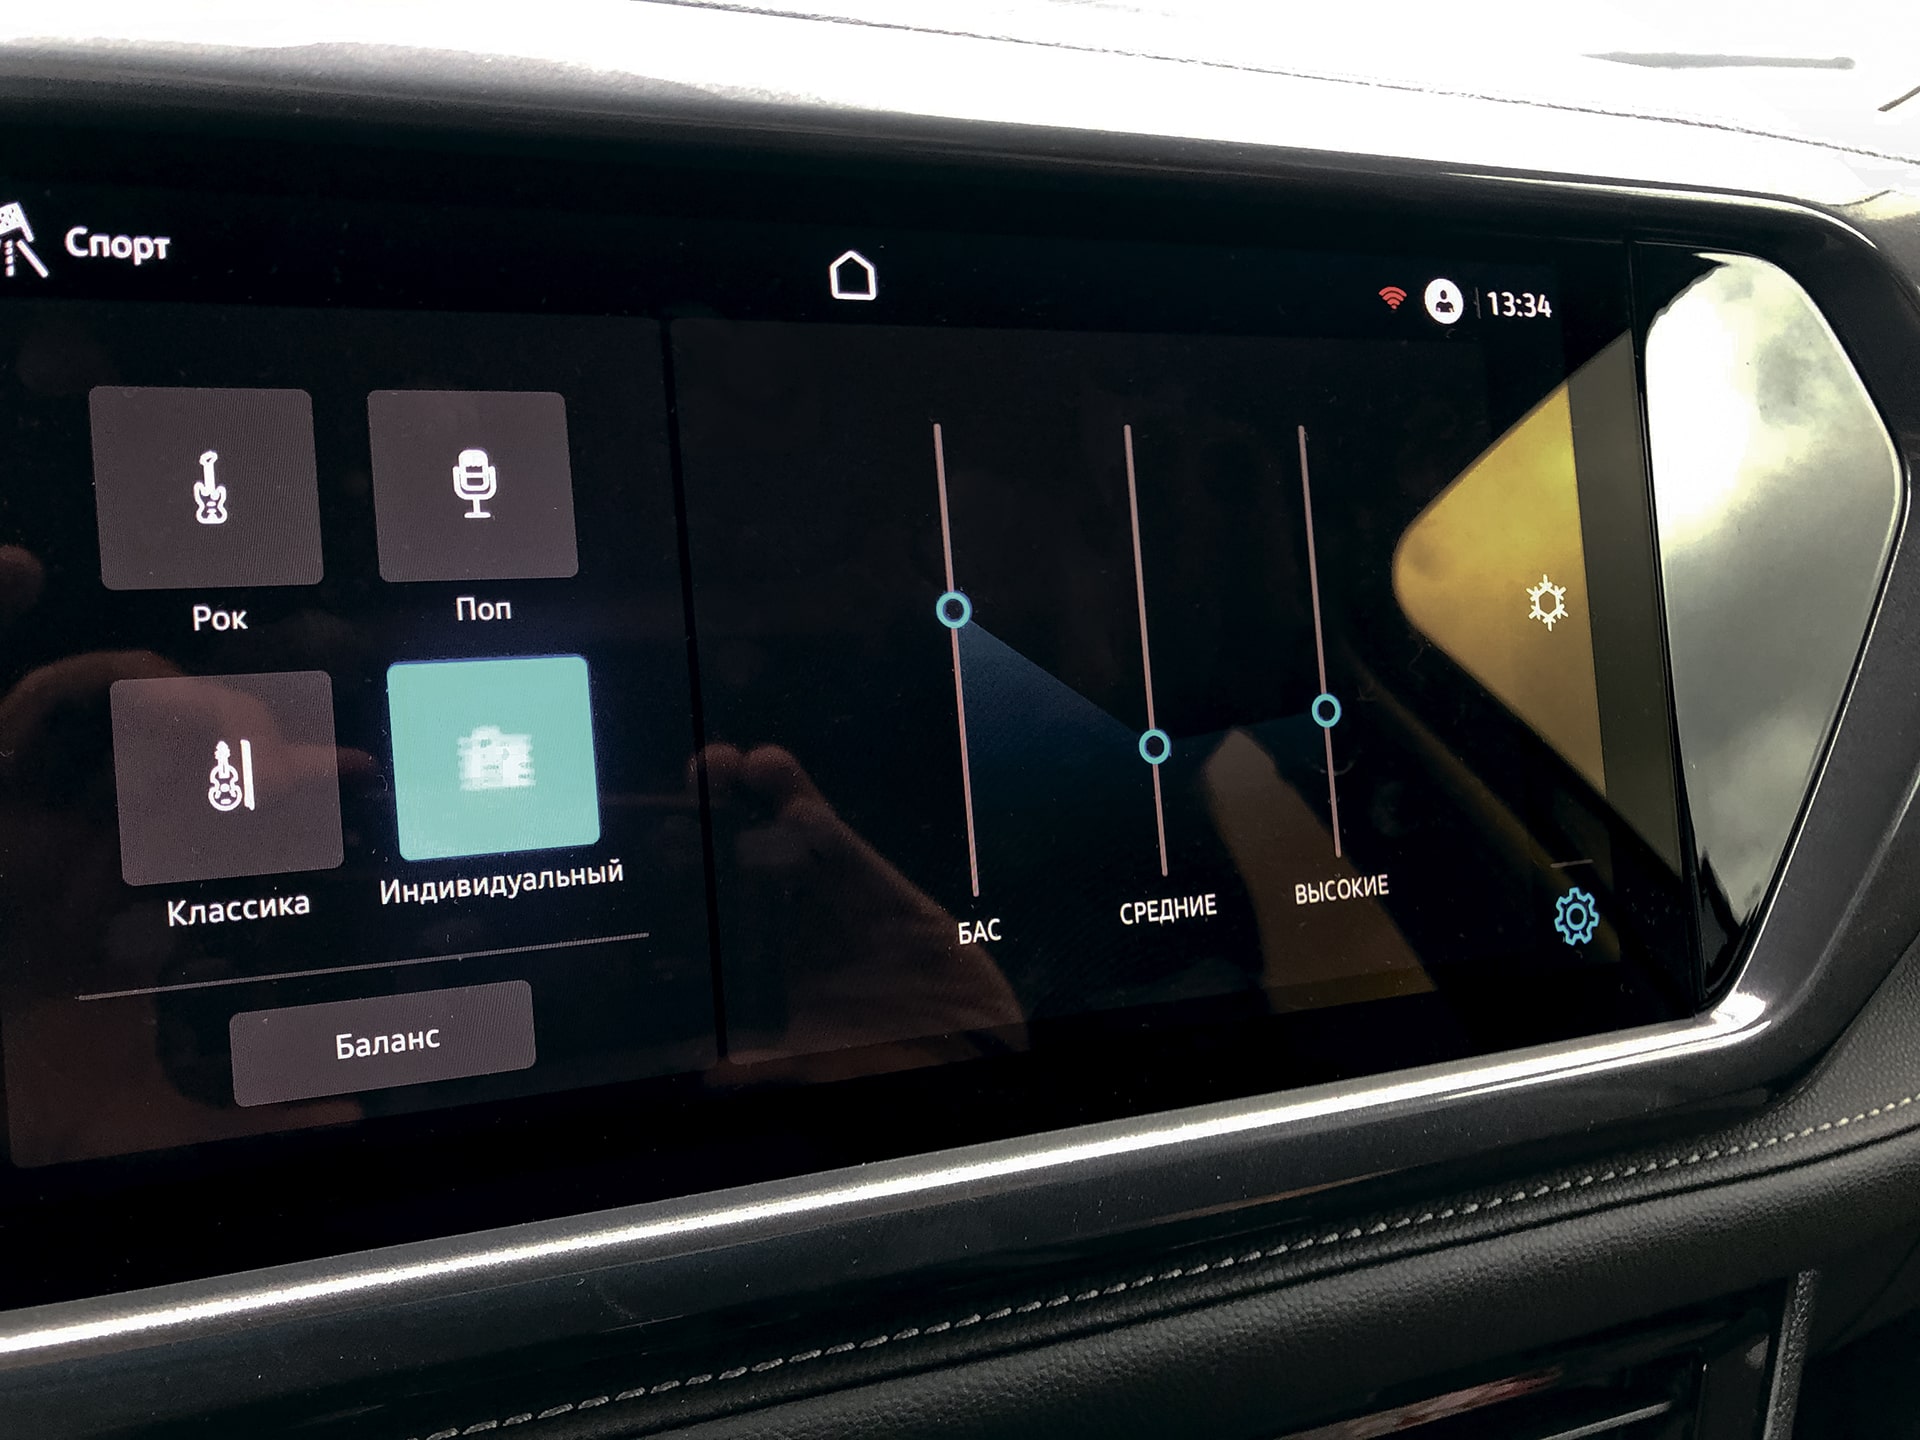 Спорт
13:34
Рок
Поп
Классика
Индивидуальный
Баланс
БАС
СРЕДНИЕ
ВЫСОКИЕ